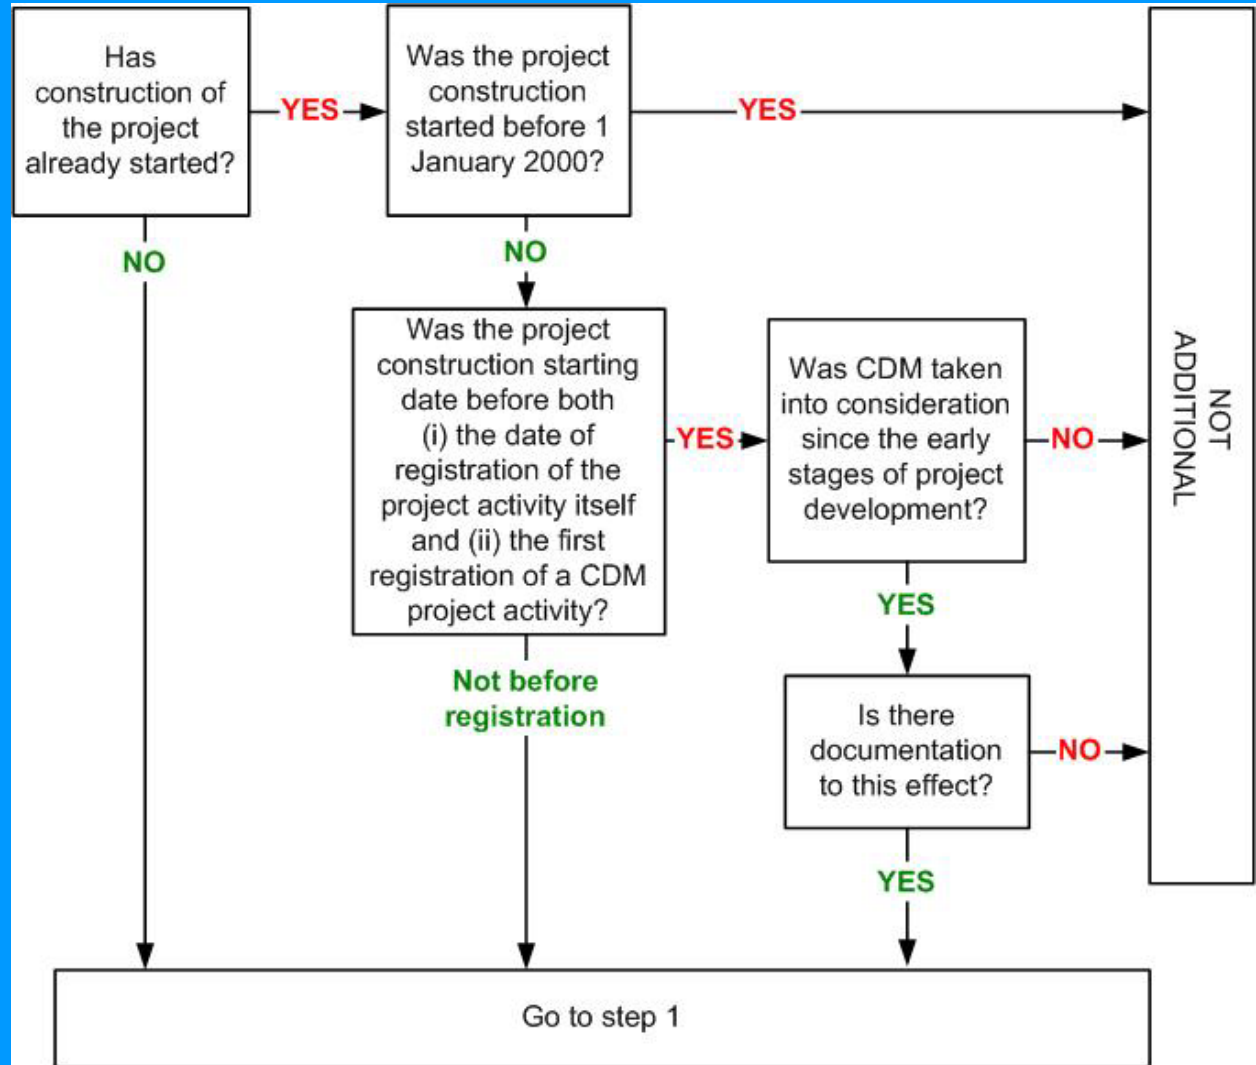 Has
construction of
the project
already started?
YES
Was the project
construction
started before 1
January 2000?
YES
NO
NO
Was the project
construction starting
date before both
(i) the date of
registration of the
project activity itself
and (ii) the first
registration of a CDM
project activity?
YES
Was CDM taken
into consideration
since the early
stages of project
development?
NO
NOT
ADDITIONAL
YES
Not before
registration
Is there
documentation
to this effect?
NO
YES
Go to step 1